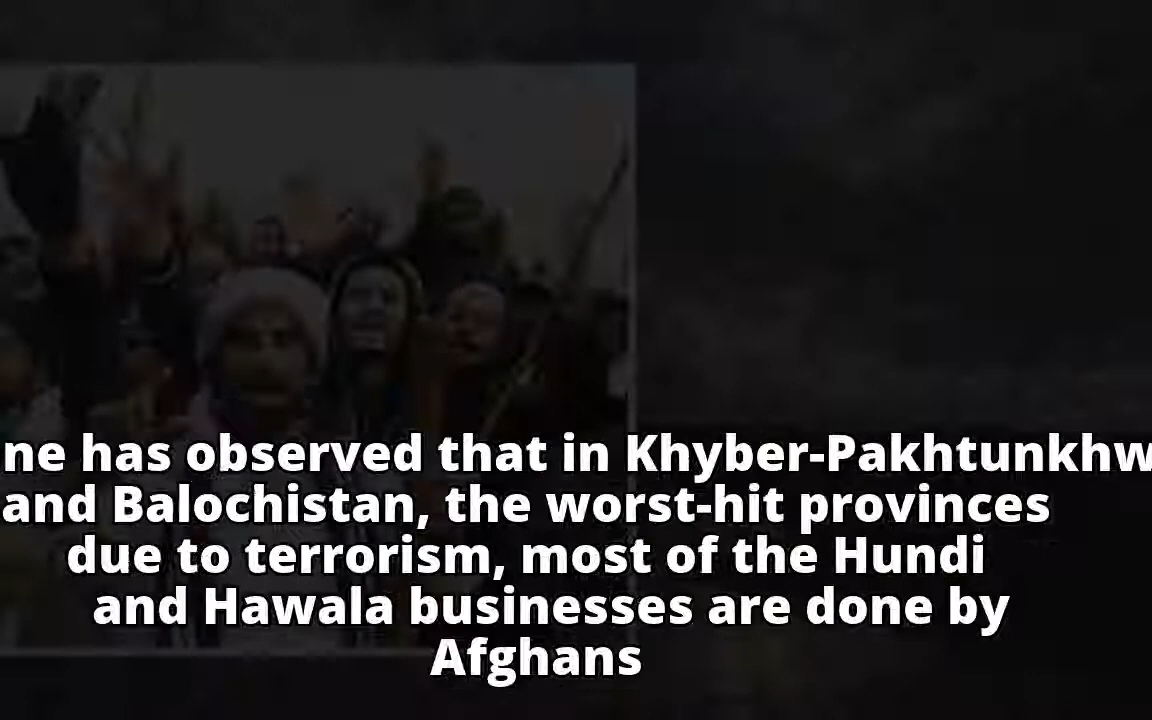 ne has observed that in Khyber-Pakhtunkhw
and Balochistan, the worst-hit provinces
due to terrorism, most of the Hundi
and Hawala businesses are done by
Afghans